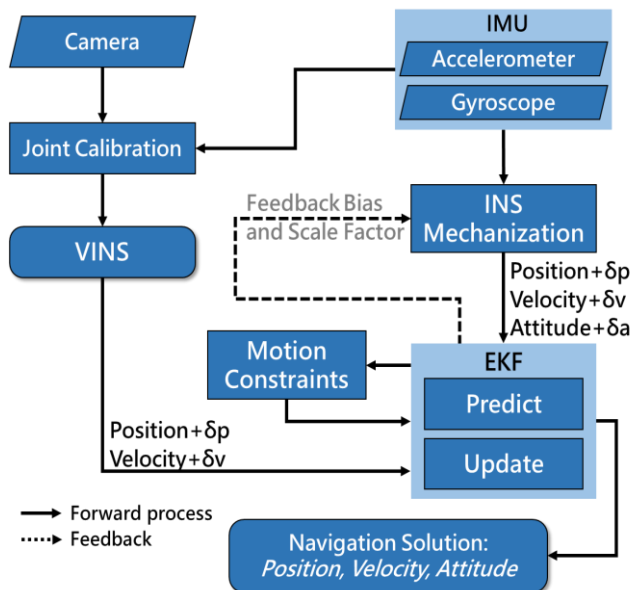 Camera
IMU
Accelerometer
Gyroscope
Joint Calibration
Feedback Bias
and Scale Factor
INS
Mechanization
VINS
Position+δp
Velocity+δv
Attitude+δa
Motion
Constraints
EKF
Predict
Update
Position+δp
Velocity+δv
Forward process
Feedback
Navigation Solution:
Position, Velocity, Attitude